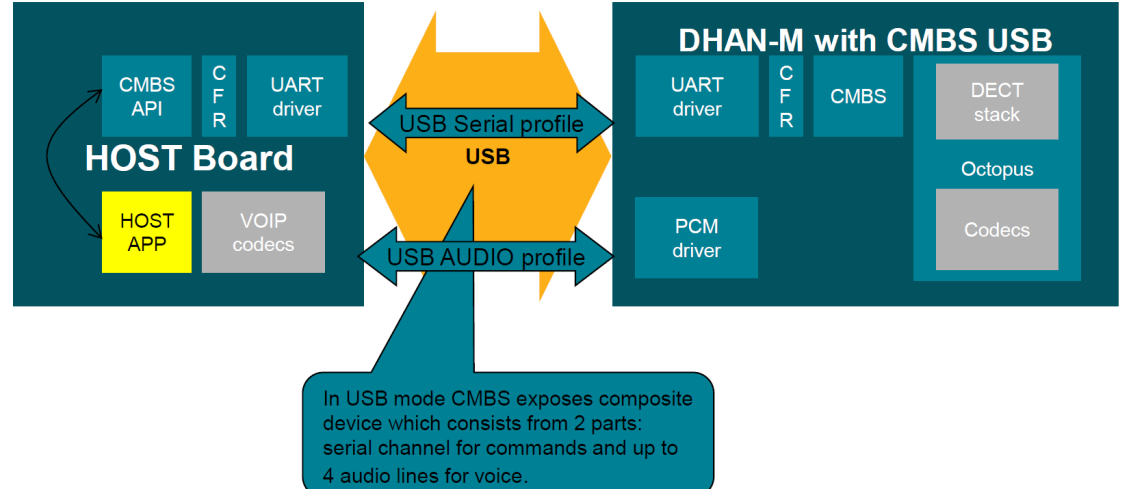 DHAN-M with CMBS USB
CMBS
API
C
F
R
UART
driver
HOST Board
HOST
APP
VOIP
codecs
USB Serial profile
USB
USB AUDIO profile
UART
driver
C
F
R
CMBS
DECT
stack
Octopus
PCM
driver
Codecs
In USB mode CMBS exposes composite
device which consists from 2 parts:
serial channel for commands and up to
4 audio lines for voice.